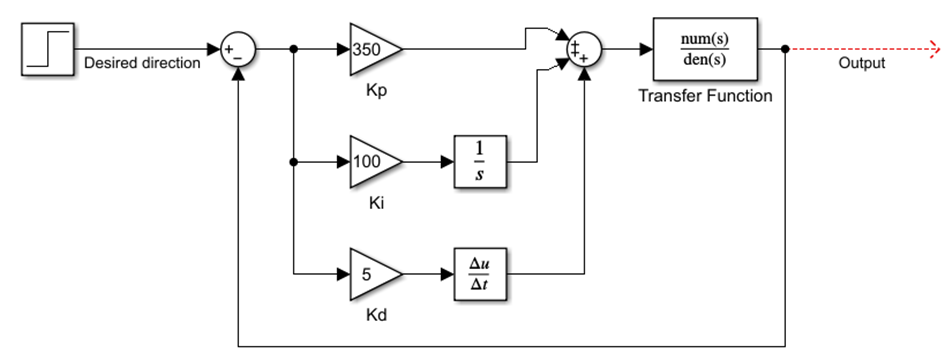 +
−
Desired direction
350
Kp
+
+
+
num(s)
den(s)
Transfer Function
Output
100
Ki
1
s
5
Kd
Δu
Δt